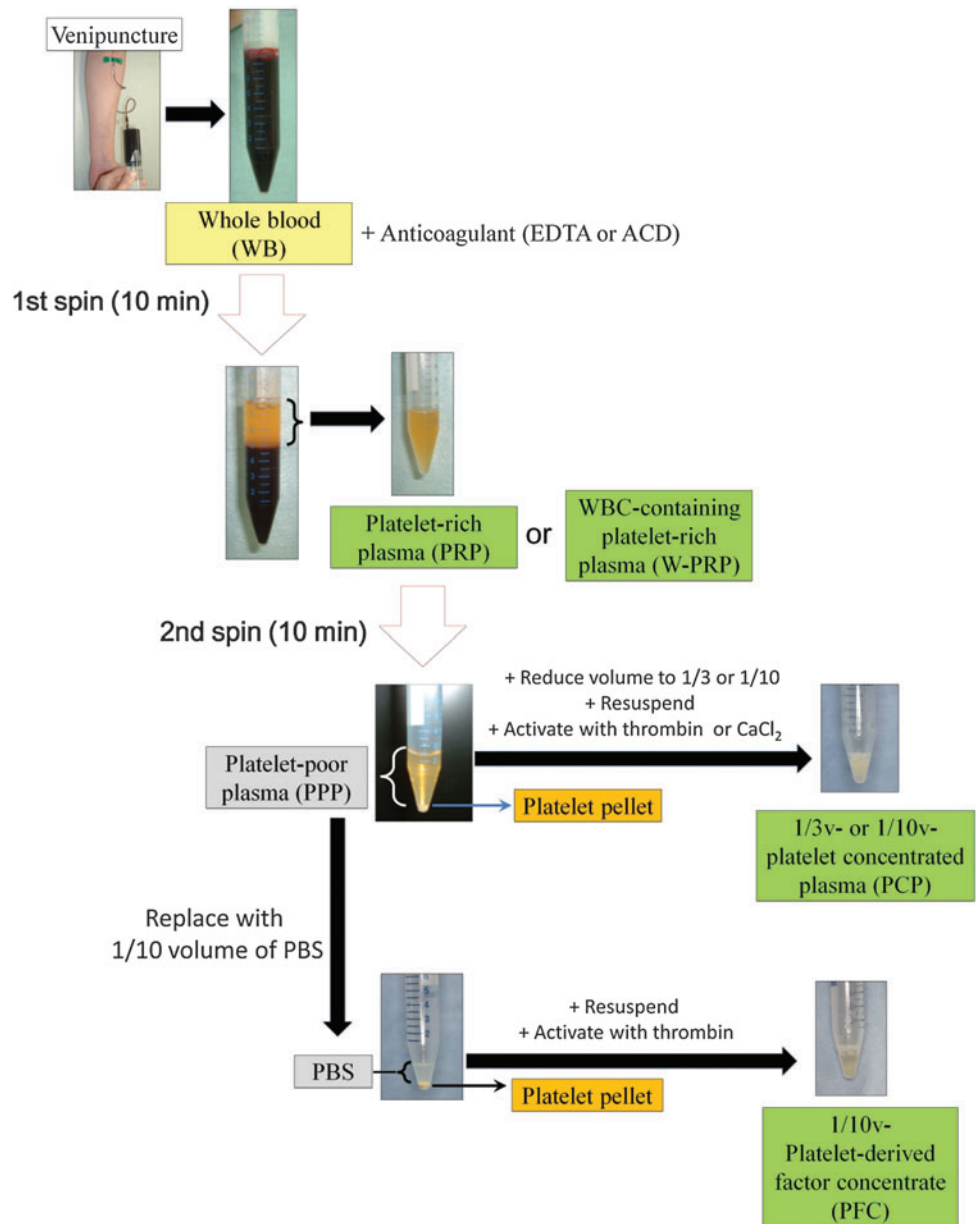 Venipuncture
Whole blood
(WB)
+ Anticoagulant (EDTA or ACD)
1st spin (10 min)
Platelet-rich
plasma (PRP)
or
WBC-containing
platelet-rich
plasma (W-PRP)
2nd spin (10 min)
+ Reduce volume to 1/3 or 1/10
+ Resuspend
+ Activate with thrombin or CaCl₂
Platelet-poor
plasma (PPP)
Platelet pellet
1/3v- or 1/10v-
platelet concentrated
plasma (PCP)
Replace with
1/10 volume of PBS
+ Resuspend
+ Activate with thrombin
PBS
Platelet pellet
1/10v-
Platelet-derived
factor concentrate
(PFC)